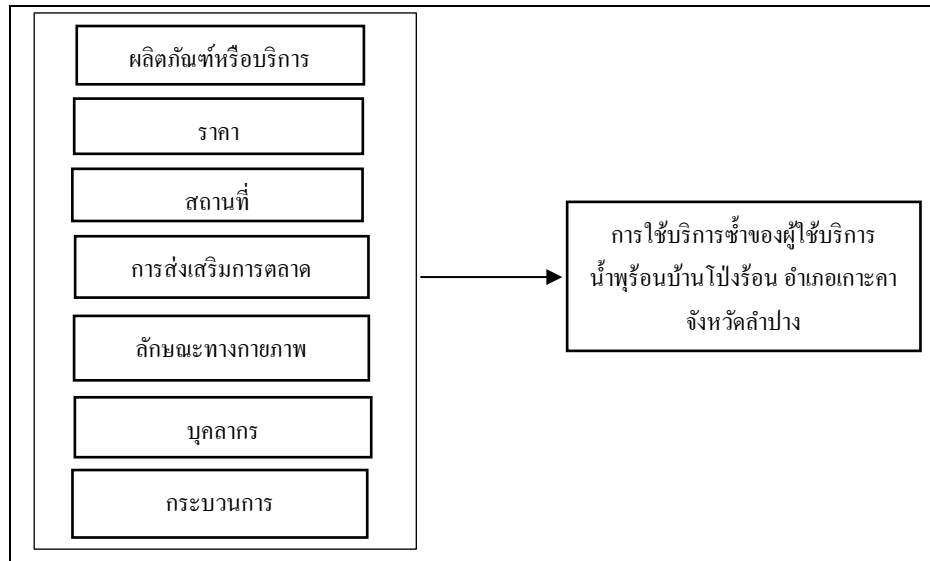 ผลิตภัณฑ์หรือบริการ
ราคา
สถานที่
การส่งเสริมการตลาด
ลักษณะทางกายภาพ
บุคลากร
กระบวนการ
การใช้บริการซ้ำของผู้ใช้บริการ
น้ำพุร้อนบ้านโป่งร้อน อำเภอเกาะคา
จังหวัดลำปาง